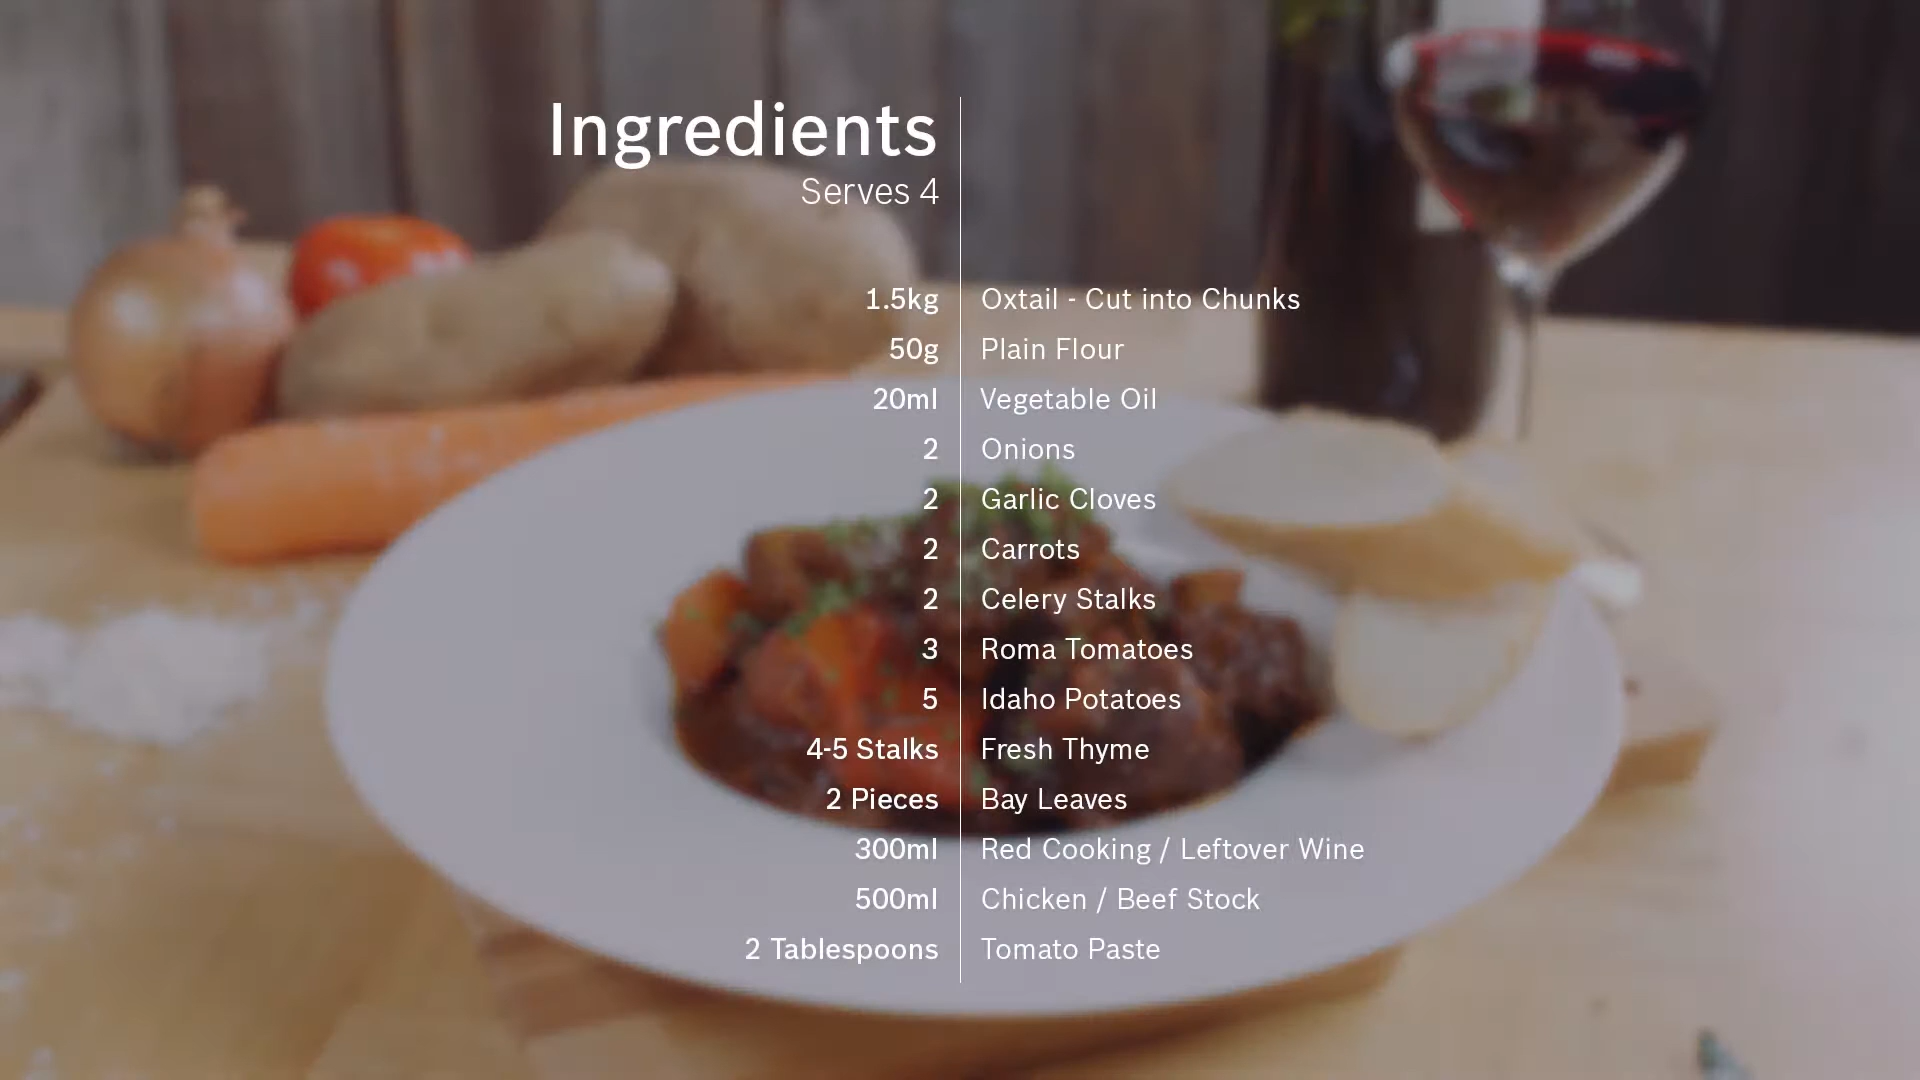 Ingredients
Serves 4
1.5kg Oxtail - Cut into Chunks
50g Plain Flour
20ml Vegetable Oil
2 Onions
2 Garlic Cloves
2 Carrots
2 Celery Stalks
3 Roma Tomatoes
5 Idaho Potatoes
4-5 Stalks Fresh Thyme
2 Pieces Bay Leaves
300ml Red Cooking / Leftover Wine
500ml Chicken / Beef Stock
2 Tablespoons Tomato Paste